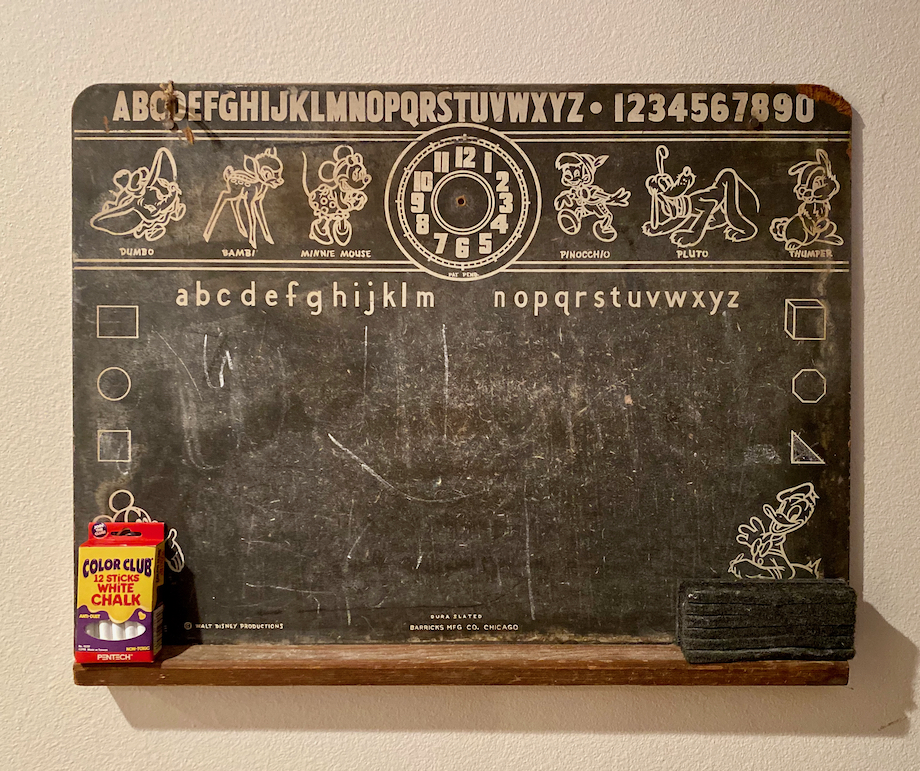 ABCDEFGHIJKLMNOPQRSTUVWXYZ • 1234567890
11 12 1
10 2
9 3
8 4
7 6 5
DUMBO BAMBI MINNIE MOUSE PINOCCHIO PLUTO THUMPER
PAT. PEND.
abcdefghijklm nopqrstuvwxyz
COLOR CLUB
12 STICKS
WHITE
CHALK
ANTI-DUST
NON-TOXIC
PENTECH
© WALT DISNEY PRODUCTIONS
DURA SLATED
BARRICKS MFG CO. CHICAGO